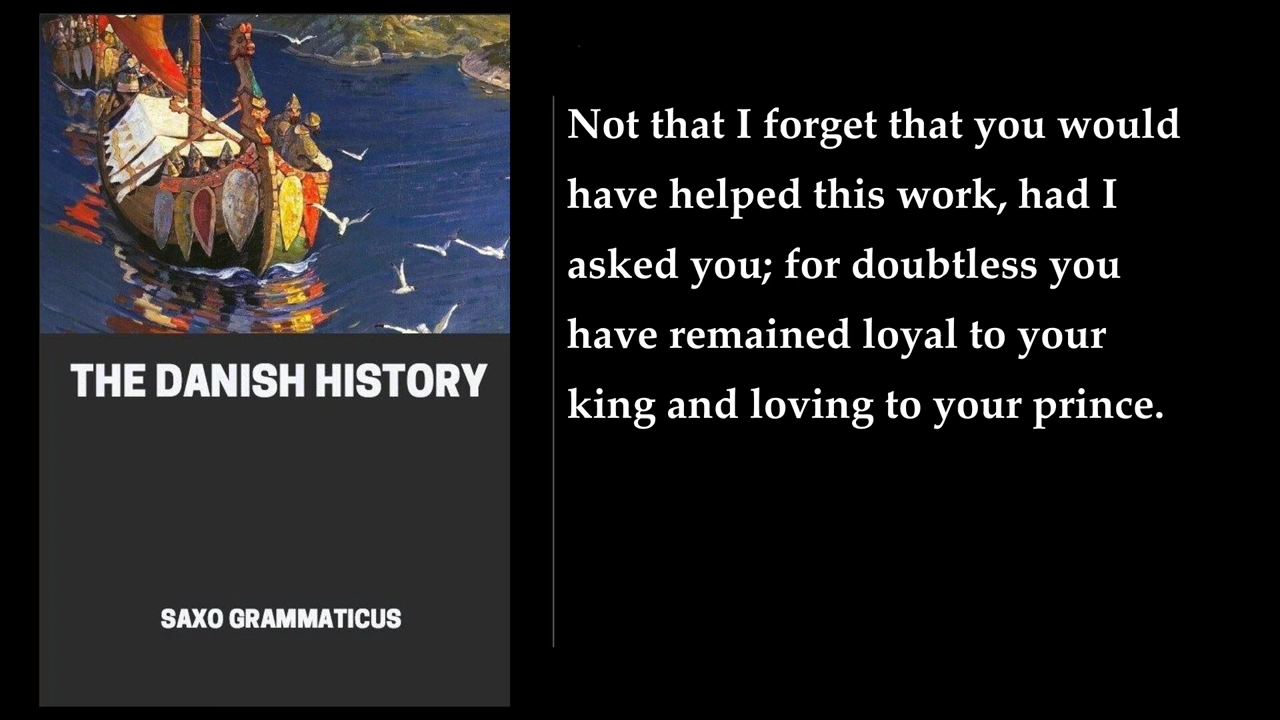 THE DANISH HISTORY
SAXO GRAMMATICUS
Not that I forget that you would
have helped this work, had I
asked you; for doubtless you
have remained loyal to your
king and loving to your prince.